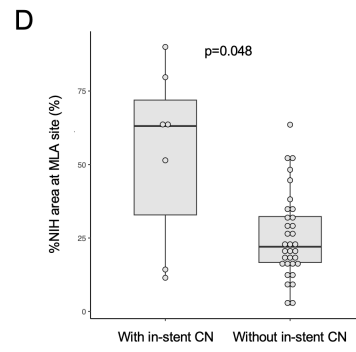 D
p=0.048
%NIH area at MLA site (%)
75
50
25
0
With in-stent CN
Without in-stent CN